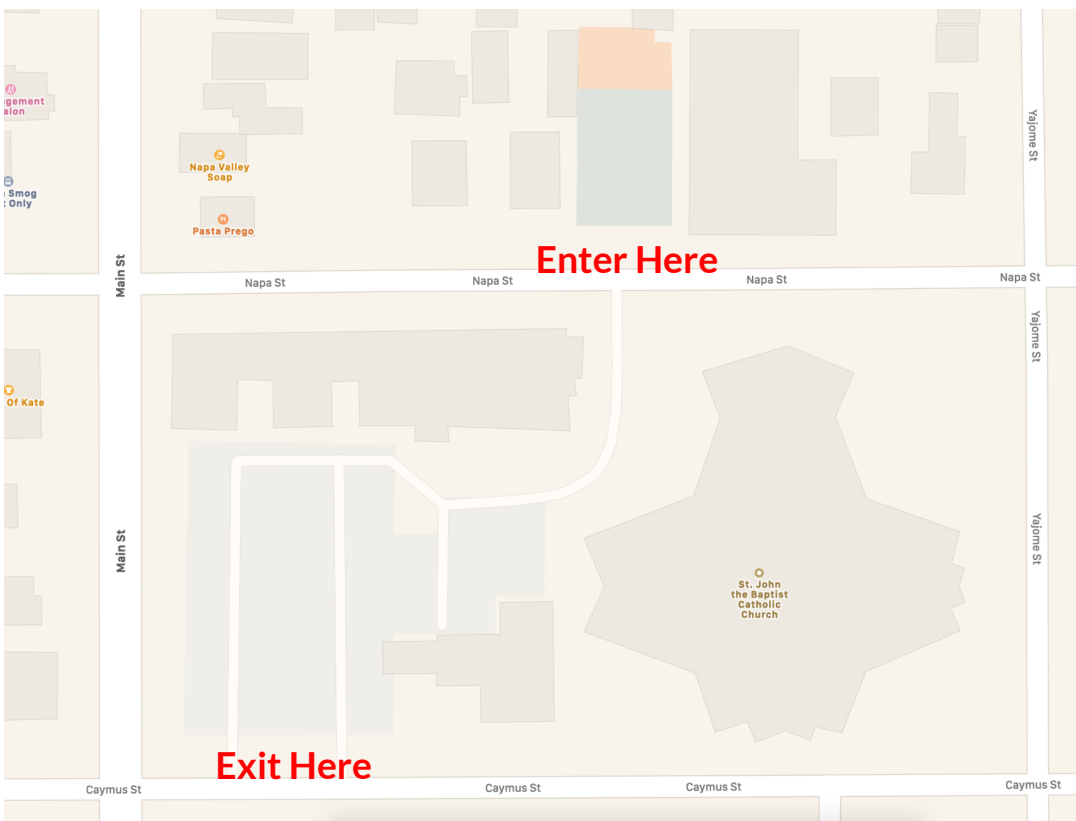 gement
alon
Yajome St
Napa Valley
Soap
Smog
t Only
Pasta Prego
Enter Here
Main St
Napa St
Napa St
Napa St
Napa St
Yajome St
Of Kate
Yajome St
Main St
St. John
the Baptist
Catholic
Church
Exit Here
Caymus St
Caymus St
Caymus St
Caymus St